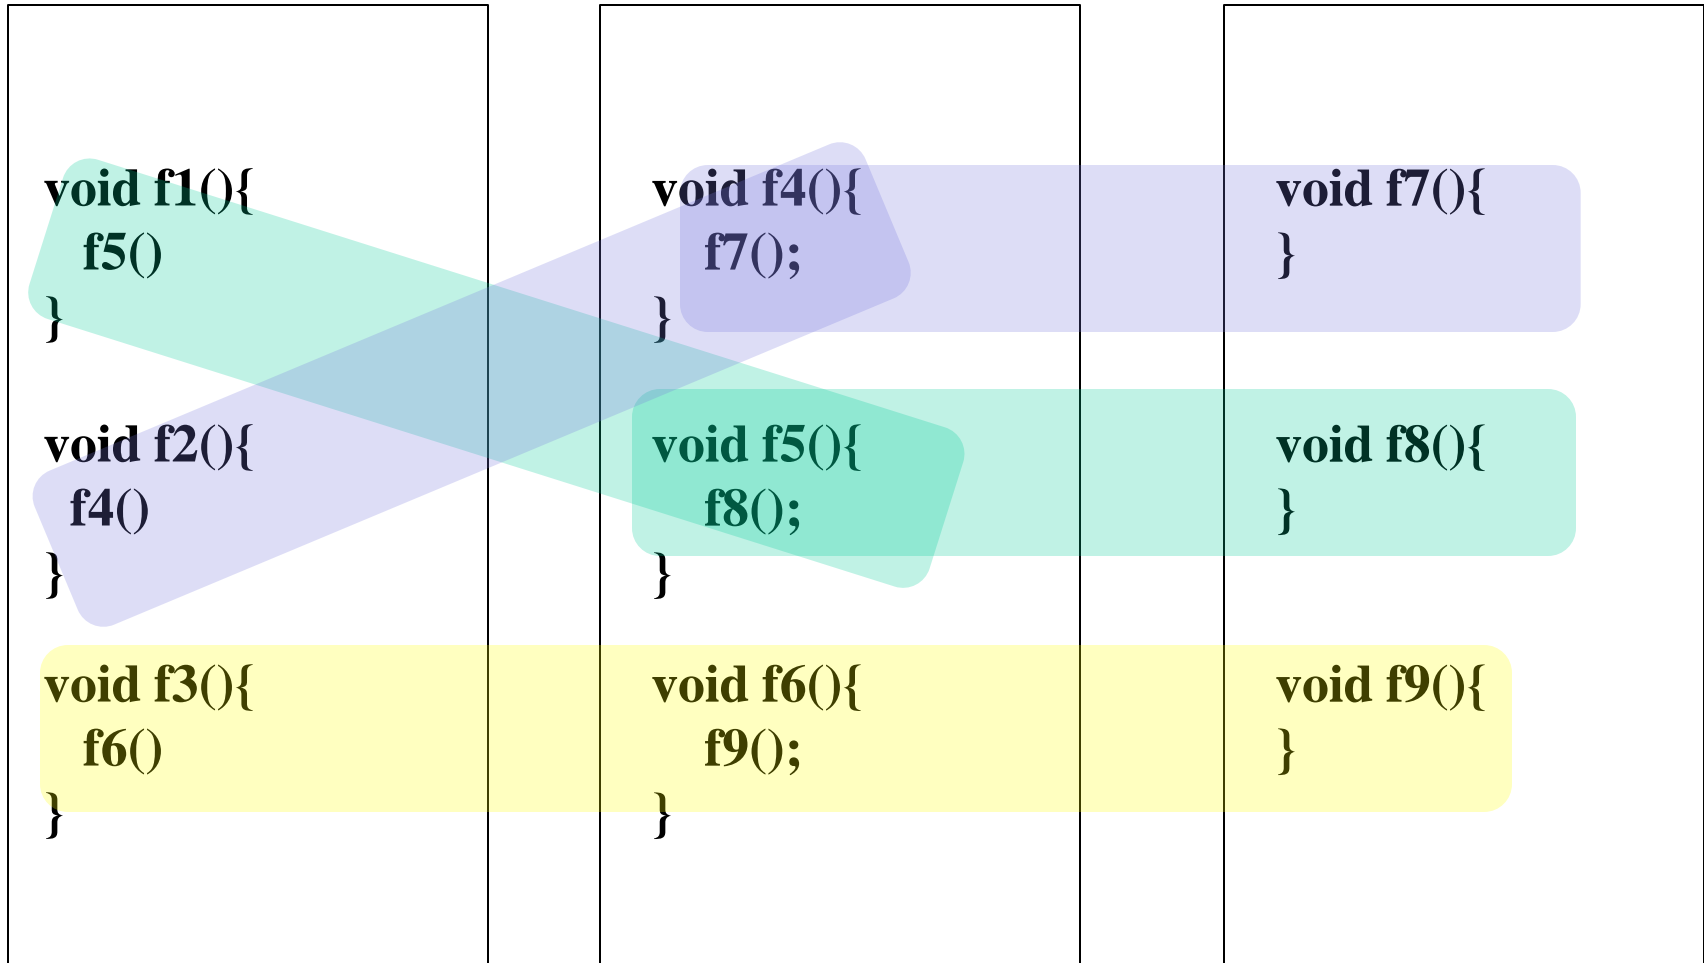 void f1(){
f5()
}
void f2(){
f4()
}
void f3(){
f6()
}
void f4(){
f7();
}
void f5(){
f8();
}
void f6(){
f9();
}
void f7(){
}
void f8(){
}
void f9(){
}